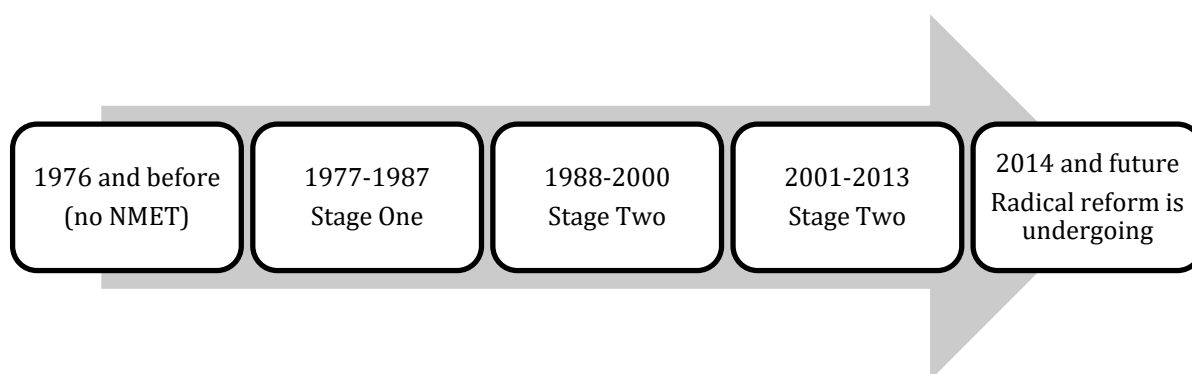 1976 and before
(no NMET)
1977-1987
Stage One
1988-2000
Stage Two
2001-2013
Stage Two
2014 and future
Radical reform is
undergoing